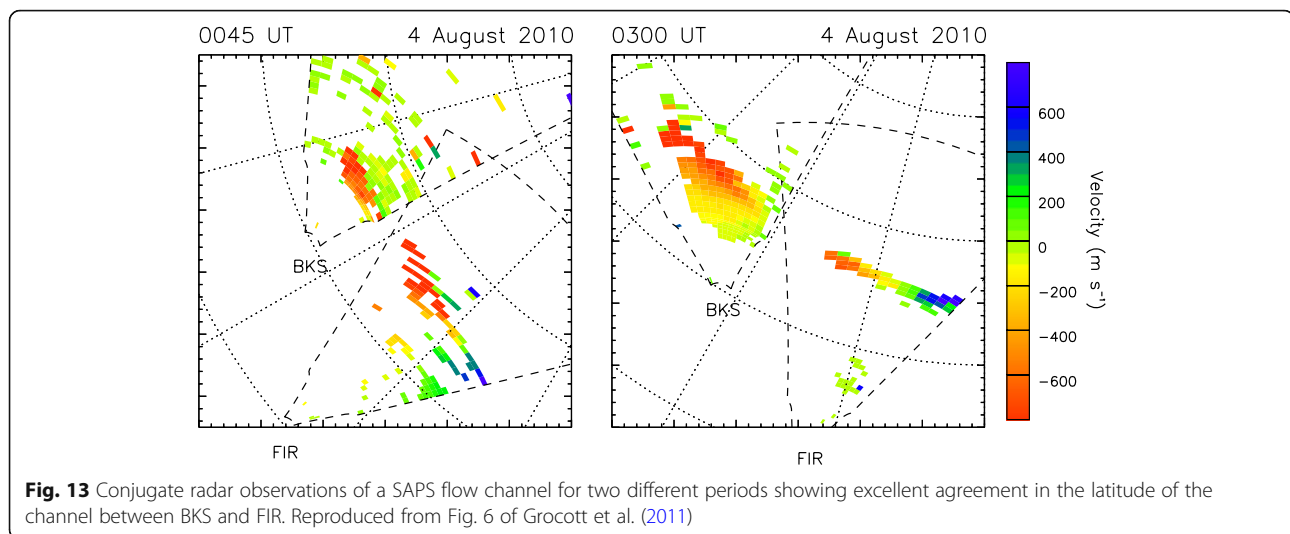 0045 UT 4 August 2010
0300 UT 4 August 2010
BKS
FIR
BKS
FIR
600
400
200
0
−200
−400
−600
Velocity (m s⁻¹)
Fig. 13 Conjugate radar observations of a SAPS flow channel for two different periods showing excellent agreement in the latitude of the
channel between BKS and FIR. Reproduced from Fig. 6 of Grocott et al. (2011)